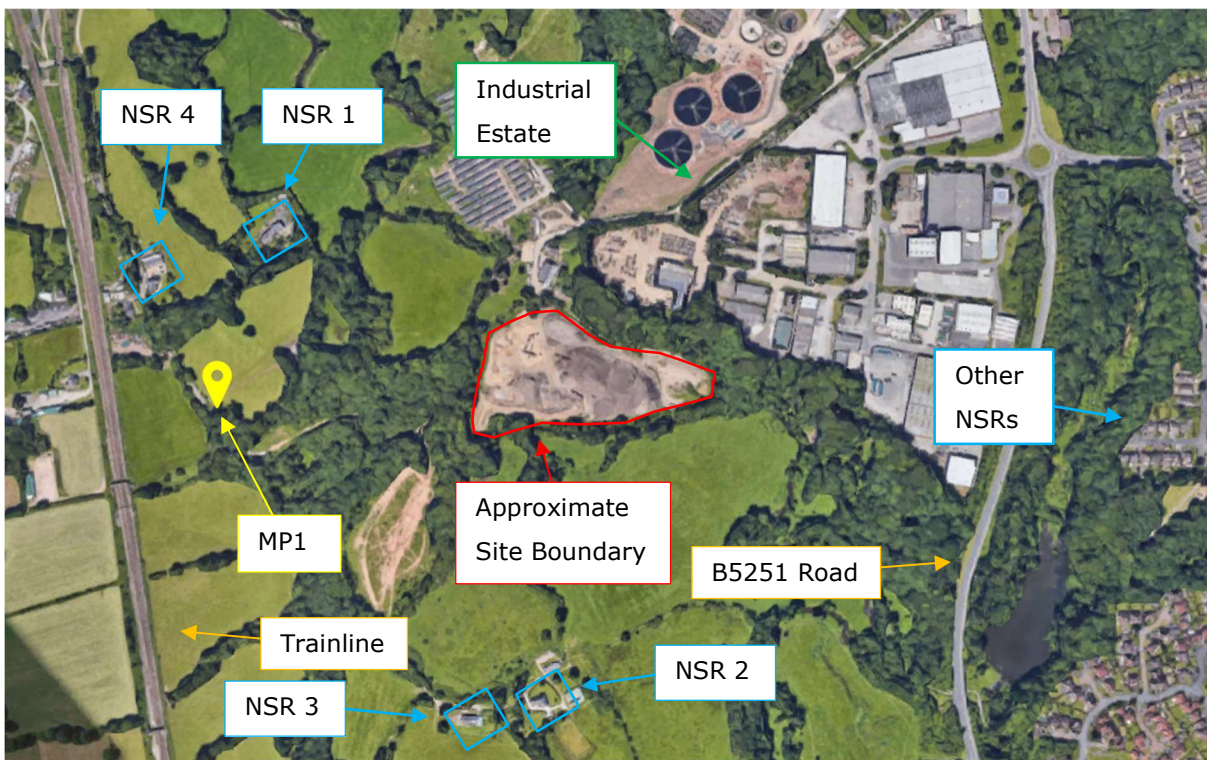 NSR 4
NSR 1
Industrial
Estate
Other
NSRs
Approximate
Site Boundary
MP1
B5251 Road
Trainline
NSR 2
NSR 3